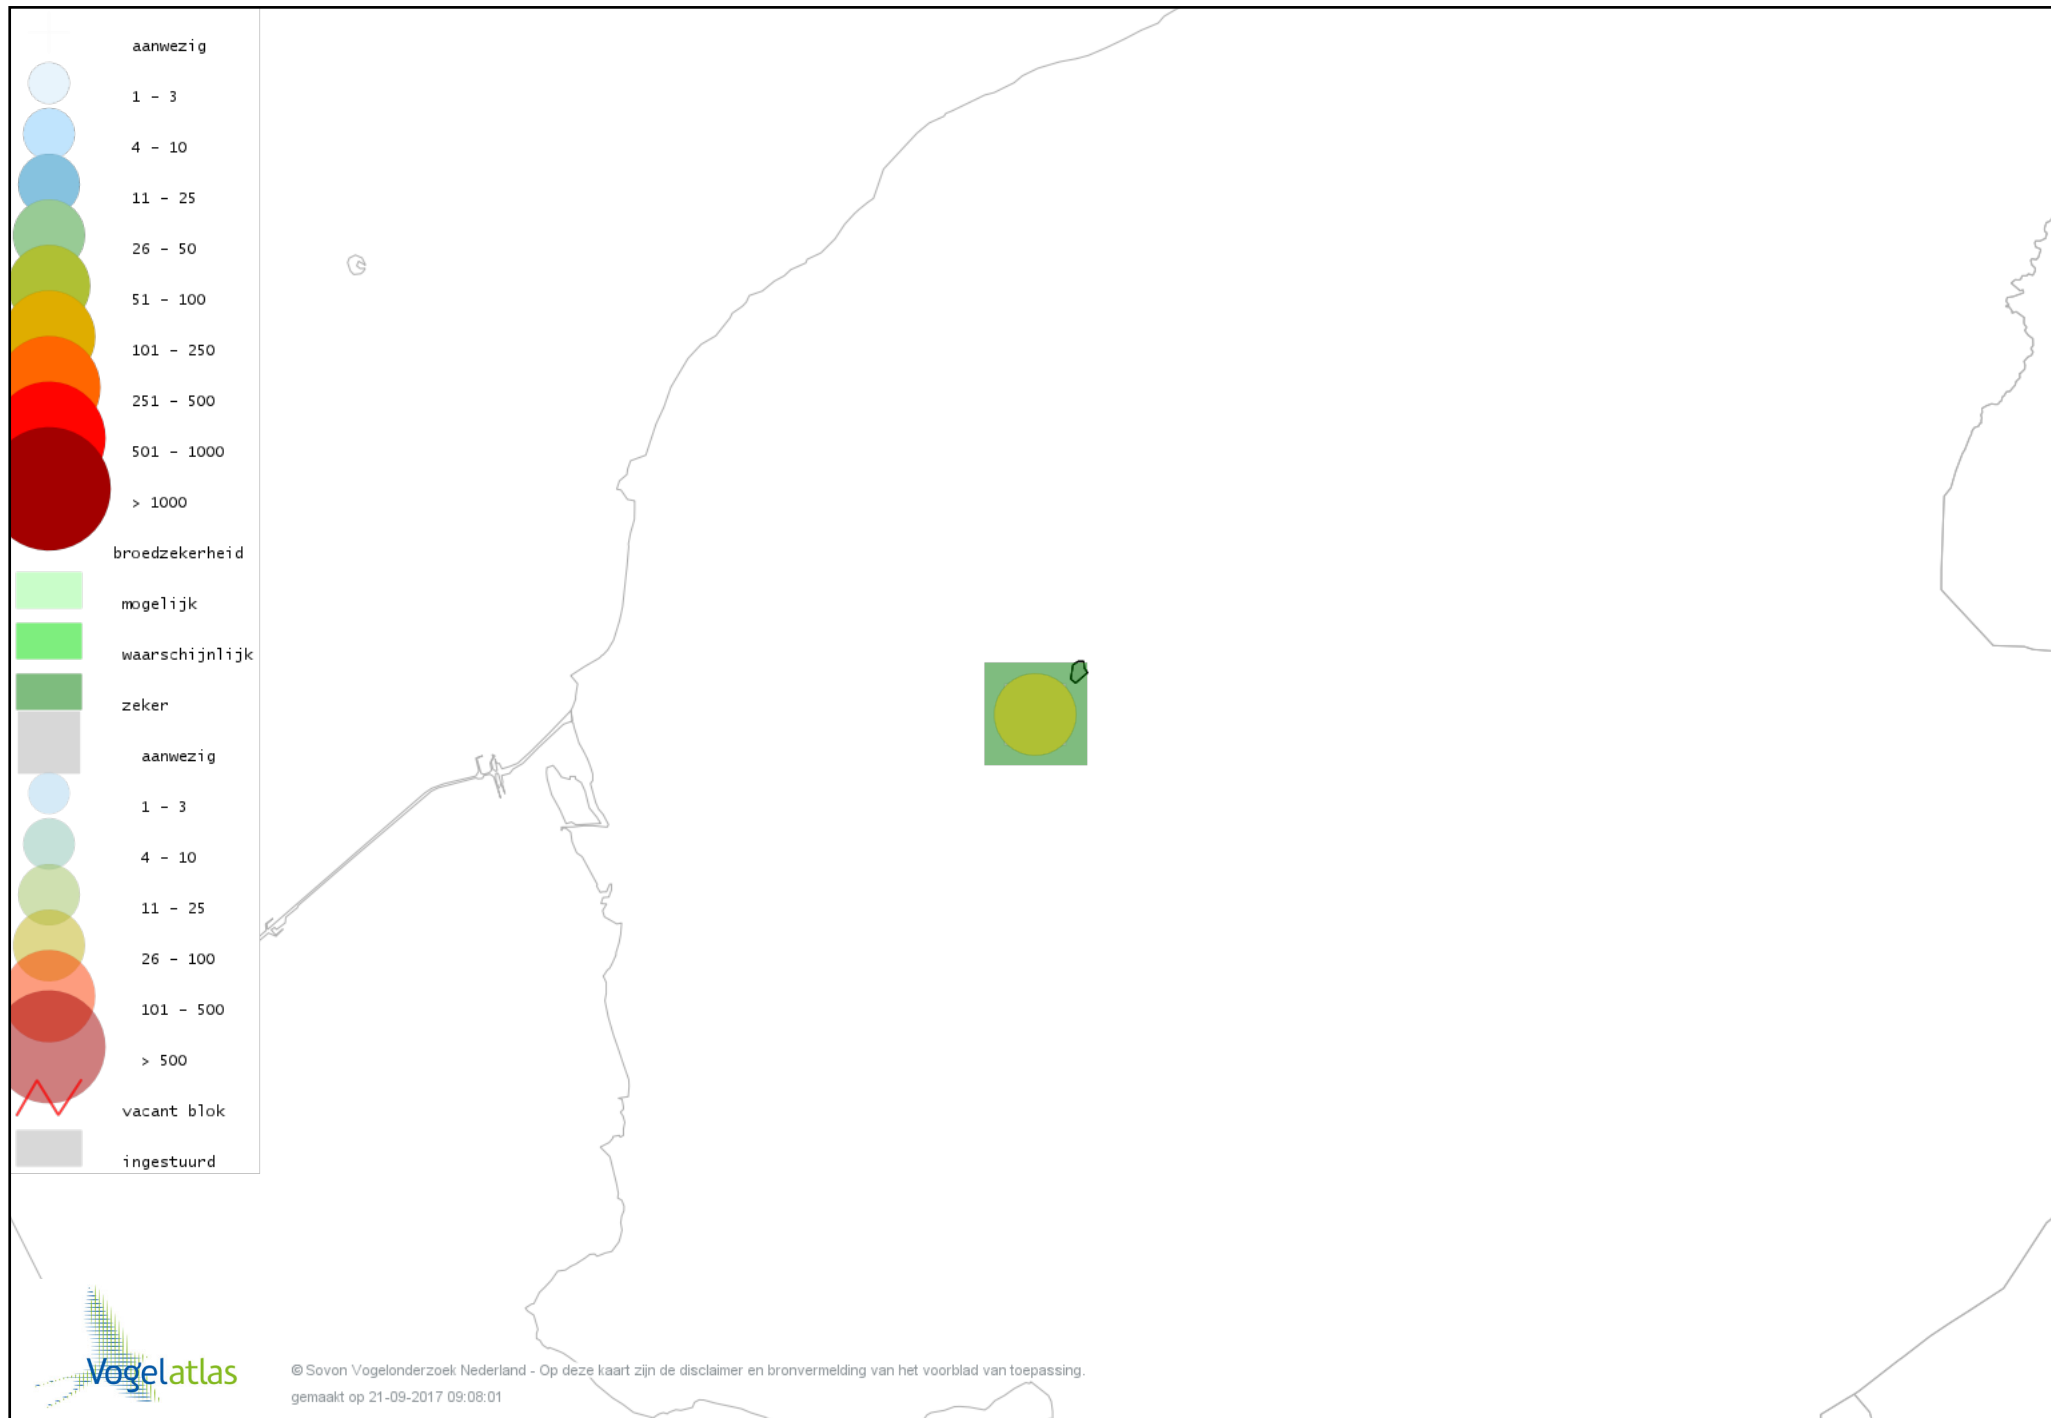 aanwezig
1 - 3
4 - 10
11 - 25
26 - 50
51 - 100
101 - 250
251 - 500
501 - 1000
> 1000
broedzekerheid
mogelijk
waarschijnlijk
zeker
aanwezig
1 - 3
4 - 10
11 - 25
26 - 100
101 - 500
> 500
vacant blok
ingestuurd
Vogelatlas
© Sovon Vogelonderzoek Nederland - Op deze kaart zijn de disclaimer en bronvermelding van het voorblad van toepassing.
gemaakt op 21-09-2017 09:08:01